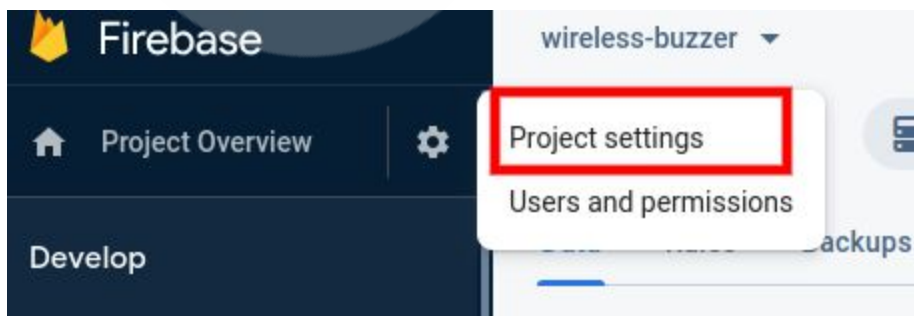 Firebase
wireless-buzzer
Project Overview
Project settings
Users and permissions
Develop